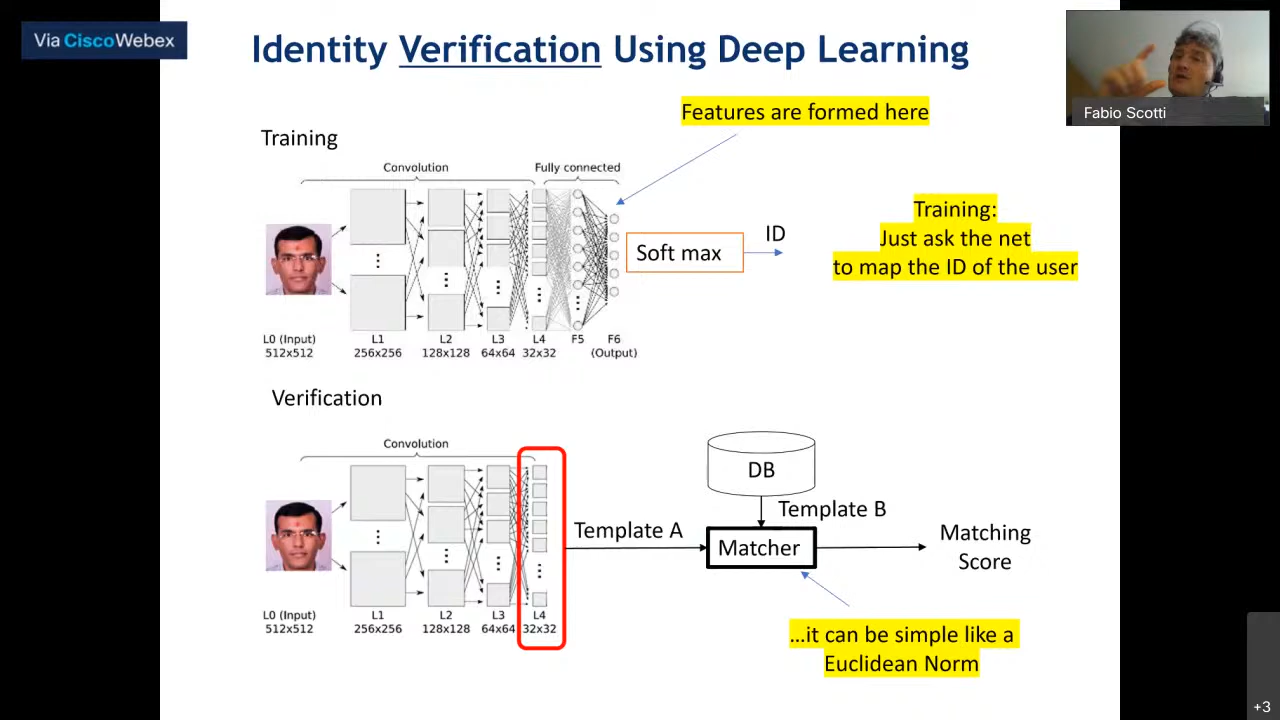 Via CiscoWebex
Identity Verification Using Deep Learning
Fabio Scotti
Features are formed here
Training
Convolution
Fully connected
Training:
Just ask the net
to map the ID of the user
Soft max
ID
L0 (Input)
512x512
L1
256x256
L2
128x128
L3
64x64
L4
32x32
F5
F6
(Output)
Verification
Convolution
DB
Template A
Template B
Matcher
Matching
Score
L0 (Input)
512x512
L1
256x256
L2
128x128
L3
64x64
L4
32x32
...it can be simple like a
Euclidean Norm
+3